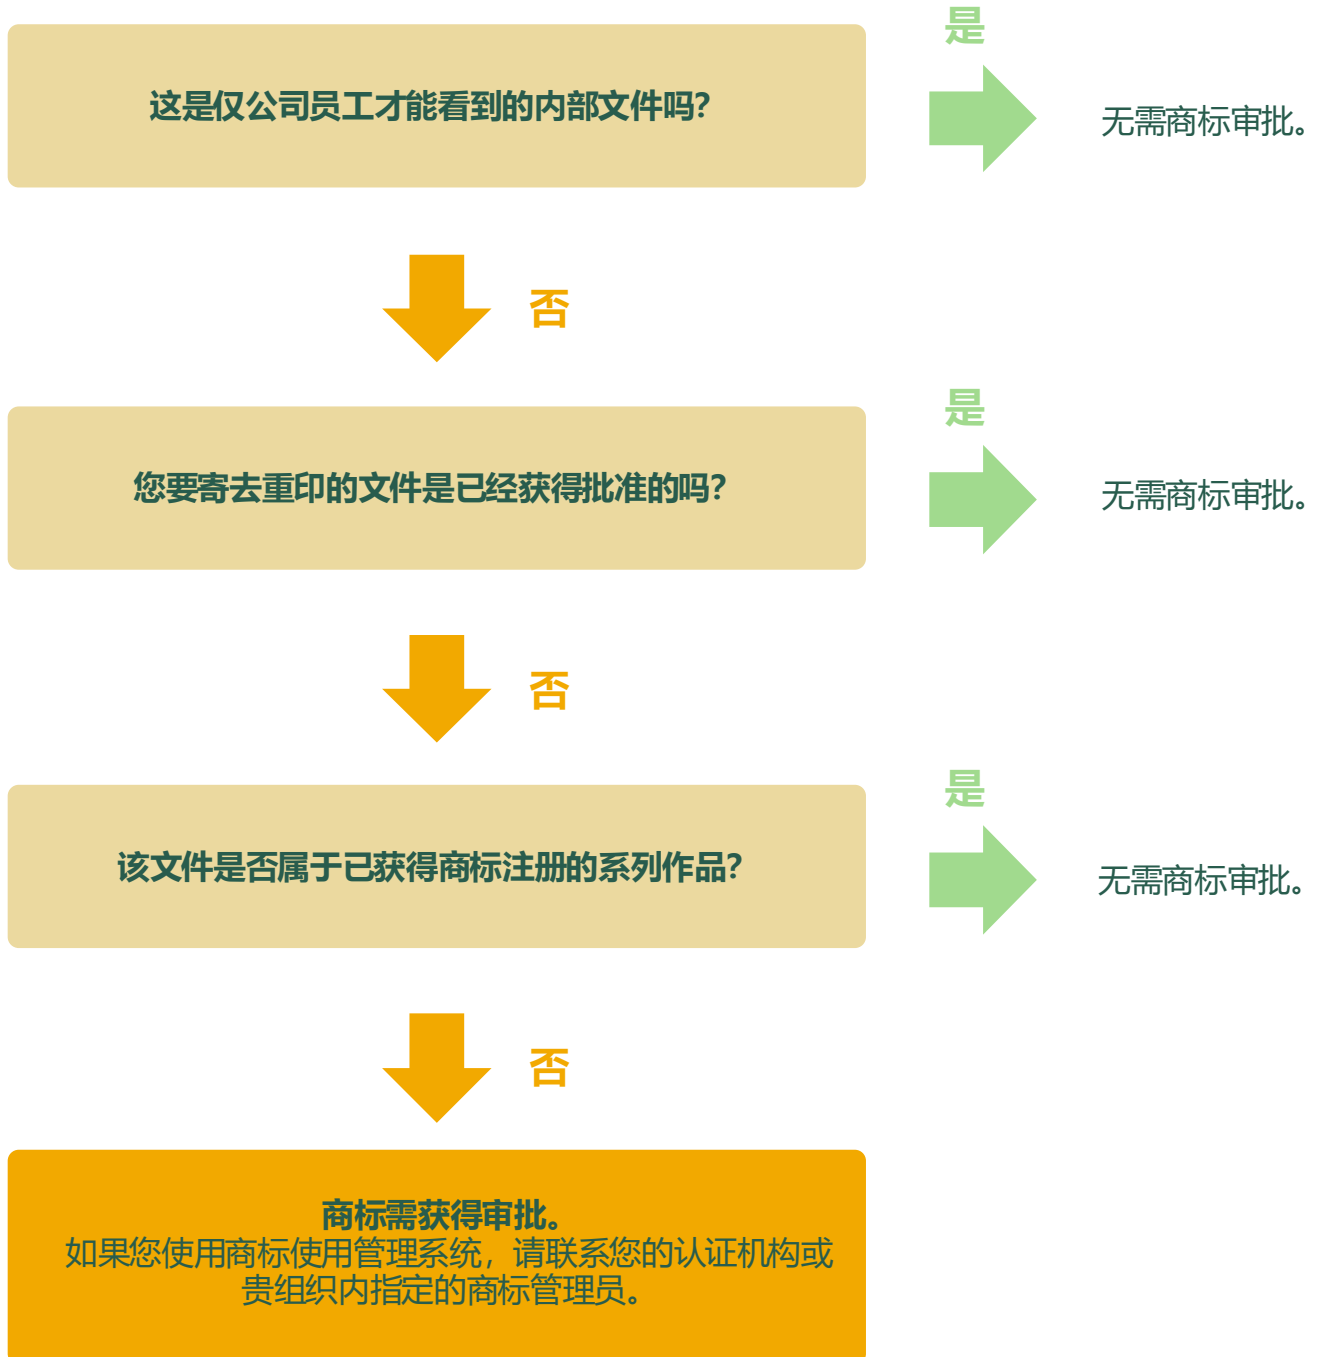 是
这是仅公司员工才能看到的内部文件吗？
无需商标审批。
否
是
您要寄去重印的文件是已经获得批准的吗？
无需商标审批。
否
是
该文件是否属于已获得商标注册的系列作品？
无需商标审批。
否
商标需获得审批。
如果您使用商标使用管理系统，请联系您的认证机构或
贵组织内指定的商标管理员。